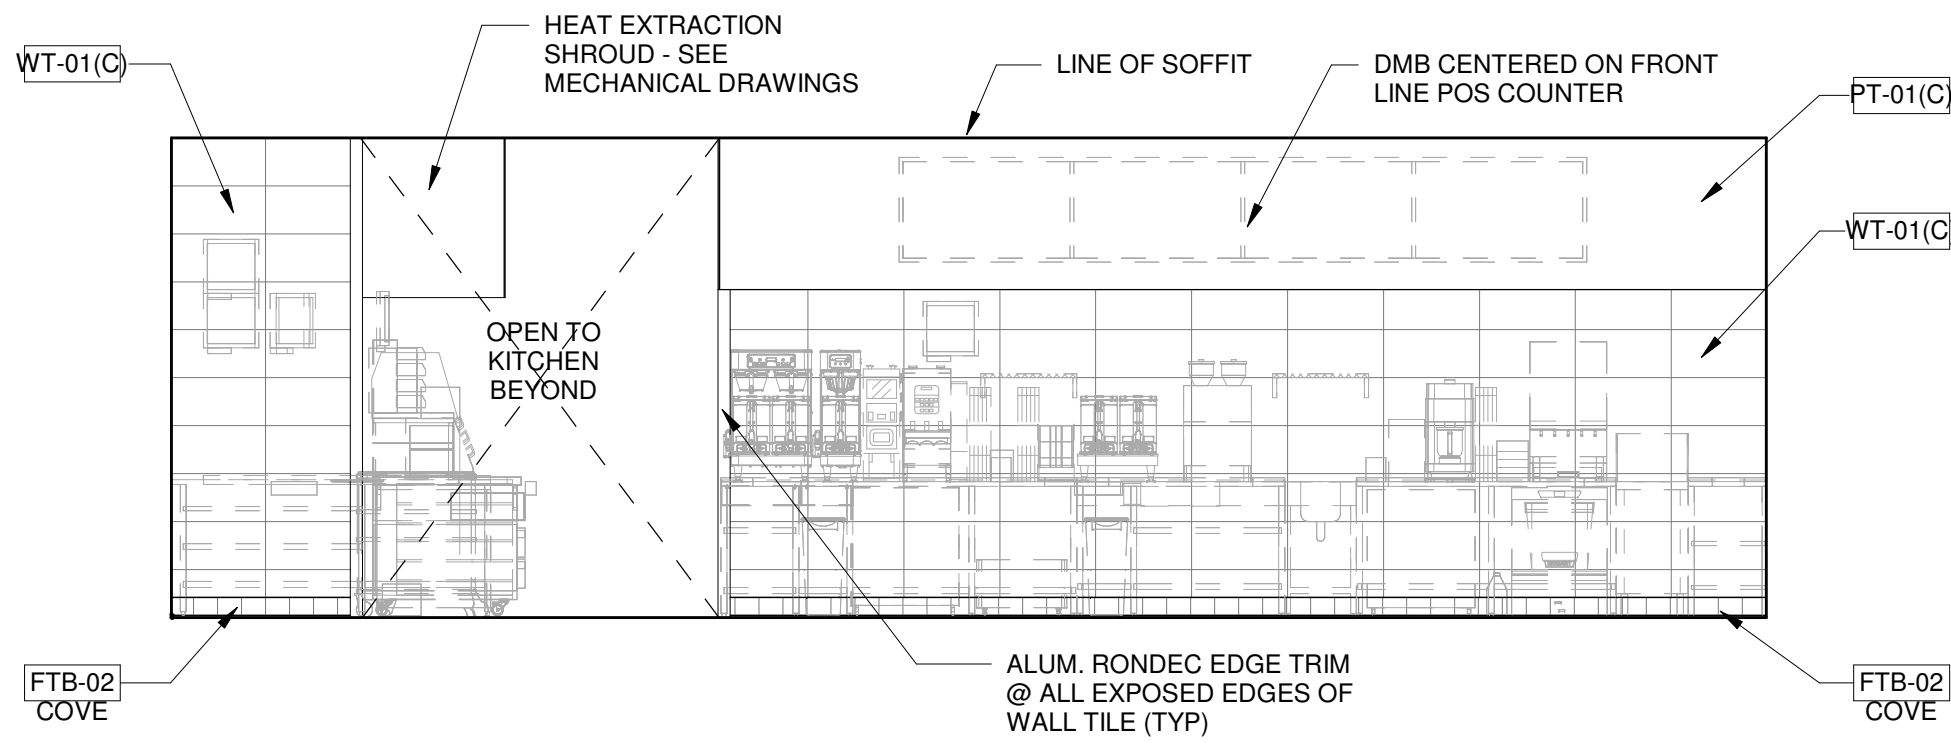 HEAT EXTRACTION
SHROUD - SEE
MECHANICAL DRAWINGS
WT-01(C)
LINE OF SOFFIT
DMB CENTERED ON FRONT
LINE POS COUNTER
PT-01(C)
WT-01(C
OPEN TO
KITCHEN
BEYOND
ALUM. RONDEC EDGE TRIM
@ ALL EXPOSED EDGES OF
WALL TILE (TYP)
FTB-02
COVE
FTB-02
COVE